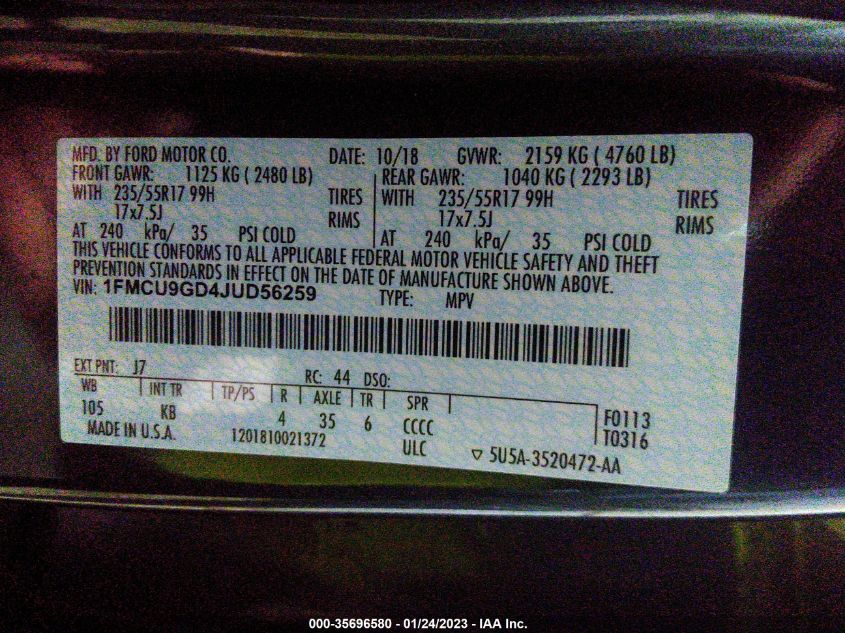 MFD. BY FORD MOTOR CO. DATE: 10/18 GVWR: 2159 KG ( 4760 LB)
FRONT GAWR: 1125 KG ( 2480 LB) REAR GAWR: 1040 KG ( 2293 LB)
WITH 235/55R17 99H TIRES WITH 235/55R17 99H TIRES
17x7.5J RIMS 17x7.5J RIMS
AT 240 kPa/ 35 PSI COLD AT 240 kPa/ 35 PSI COLD
THIS VEHICLE CONFORMS TO ALL APPLICABLE FEDERAL MOTOR VEHICLE SAFETY AND THEFT
PREVENTION STANDARDS IN EFFECT ON THE DATE OF MANUFACTURE SHOWN ABOVE.
VIN: 1FMCU9GD4JUD56259 TYPE: MPV
EXT PNT: J7 RC: 44 DSO:
WB INT TR TP/PS R AXLE TR SPR
105 KB 4 35 6 CCCC F0113
MADE IN U.S.A. 1201810021372 ULC T0316
▽ 5U5A-3520472-AA
000-35696580 - 01/24/2023 - IAA Inc.